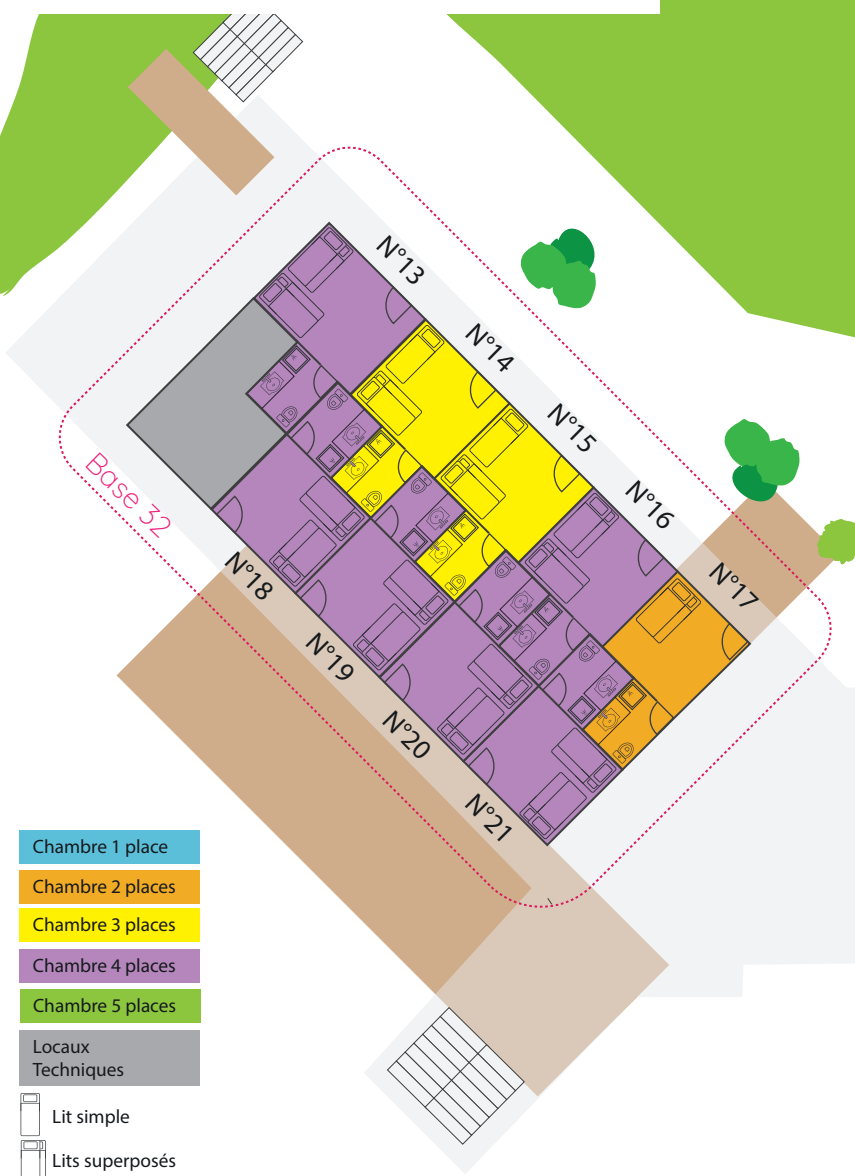 N°13
N°14
N°15
N°16
N°17
Base 32
N°18
N°19
N°20
N°21
Chambre 1 place
Chambre 2 places
Chambre 3 places
Chambre 4 places
Chambre 5 places
Locaux
Techniques
Lit simple
Lits superposés